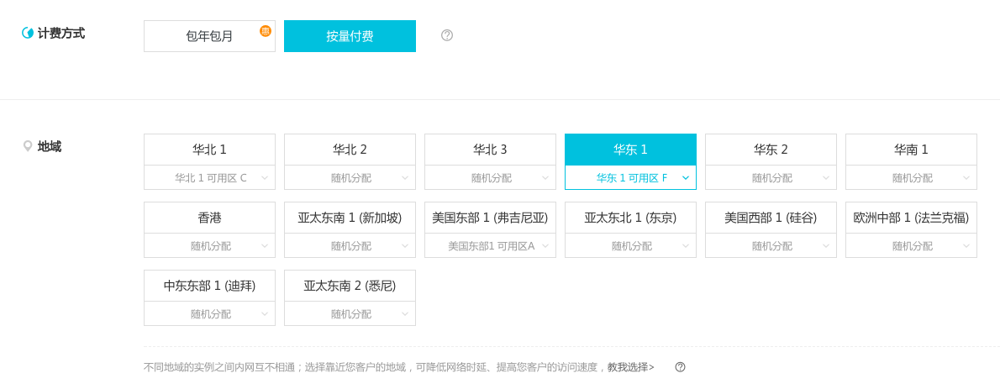 计费方式 包年包月 惠 按量付费
地域 华北 1 华北 2 华北 3 华东 1 华东 2 华南 1
华北 1 可用区 C 随机分配 随机分配 华东 1 可用区 F 随机分配 随机分配
香港 亚太东南 1 (新加坡) 美国东部 1 (弗吉尼亚) 亚太东北 1 (东京) 美国西部 1 (硅谷) 欧洲中部 1 (法兰克福)
随机分配 随机分配 美国东部1 可用区A 随机分配 随机分配 随机分配
中东东部 1 (迪拜) 亚太东南 2 (悉尼)
随机分配 随机分配
不同地域的实例之间内网互不相通；选择靠近您客户的地域，可降低网络时延、提高您客户的访问速度，教我选择>